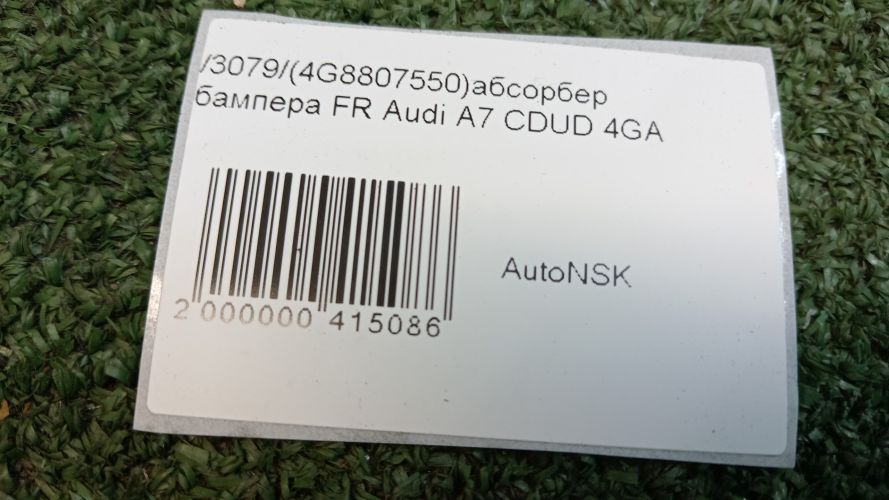 /3079/(4G8807550)абсорбер
бампера FR Audi A7 CDUD 4GA
AutoNSK
2 000000 415086